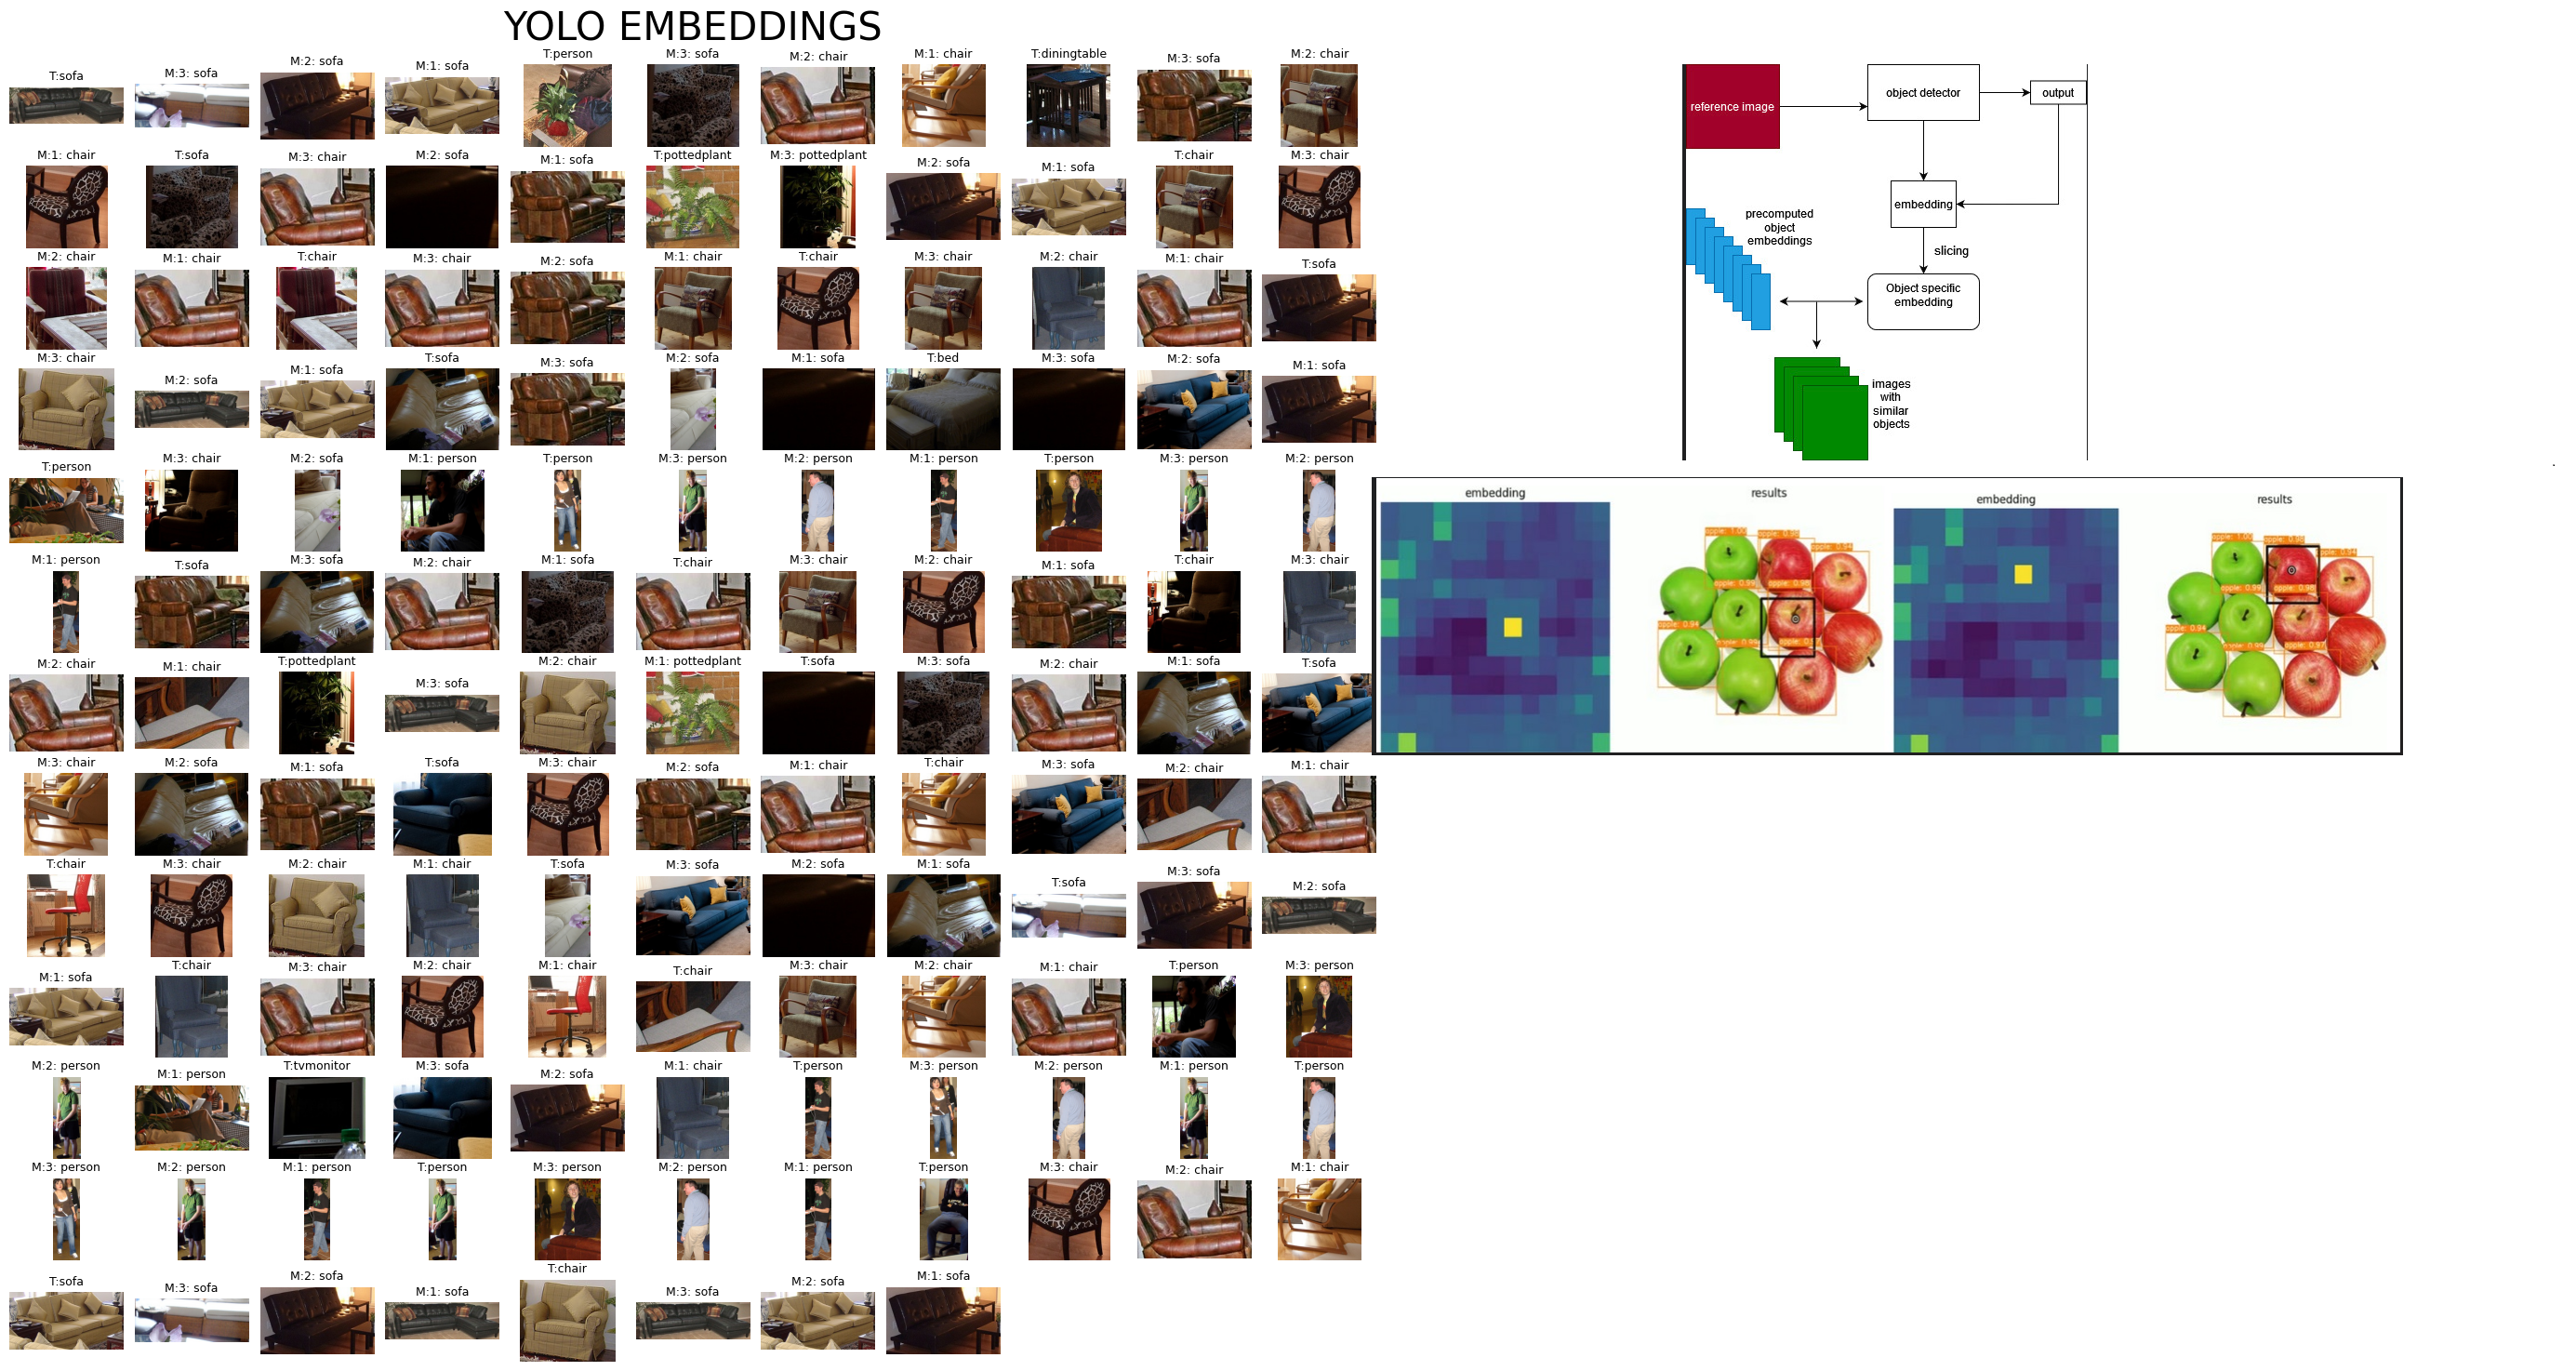 YOLO EMBEDDINGS
T:sofa
M:3: sofa
M:2: sofa
M:1: sofa
T:person
M:3: sofa
M:2: chair
M:1: chair
T:diningtable
M:3: sofa
M:2: chair
M:1: chair
T:sofa
M:3: chair
M:2: sofa
M:1: sofa
T:pottedplant
M:3: pottedplant
M:2: sofa
M:1: sofa
T:chair
M:3: chair
M:2: chair
M:1: chair
T:chair
M:3: chair
M:2: sofa
M:1: chair
T:chair
M:3: chair
M:2: chair
M:1: chair
T:sofa
M:3: chair
M:2: sofa
M:1: sofa
T:sofa
M:3: sofa
M:2: sofa
M:1: sofa
T:bed
M:3: sofa
M:2: sofa
M:1: sofa
T:person
M:3: chair
M:2: sofa
M:1: person
T:person
M:3: person
M:2: person
M:1: person
T:person
M:3: person
M:2: person
M:1: person
T:sofa
M:3: sofa
M:2: chair
M:1: sofa
T:chair
M:3: chair
M:2: chair
M:1: sofa
T:chair
M:3: chair
M:2: chair
M:1: chair
T:pottedplant
M:3: sofa
M:2: chair
M:1: pottedplant
T:sofa
M:3: sofa
M:2: chair
M:1: sofa
T:sofa
M:3: chair
M:2: sofa
M:1: sofa
T:sofa
M:3: chair
M:2: sofa
M:1: chair
T:chair
M:3: sofa
M:2: chair
M:1: chair
T:chair
M:3: chair
M:2: chair
M:1: chair
T:sofa
M:3: sofa
M:2: sofa
M:1: sofa
T:sofa
M:3: sofa
M:2: sofa
M:1: sofa
T:chair
M:3: chair
M:2: chair
M:1: chair
T:chair
M:3: chair
M:2: chair
M:1: chair
T:person
M:3: person
M:2: person
M:1: person
T:tvmonitor
M:3: sofa
M:2: sofa
M:1: chair
T:person
M:3: person
M:2: person
M:1: person
T:person
M:3: person
M:2: person
M:1: person
T:person
M:3: person
M:2: person
M:1: person
T:person
M:3: chair
M:2: chair
M:1: chair
T:sofa
M:3: sofa
M:2: sofa
M:1: sofa
T:chair
M:3: sofa
M:2: sofa
M:1: sofa
reference image
object detector
output
embedding
slicing
precomputed
object
embeddings
Object specific
embedding
images
with
similar
objects
embedding
results
embedding
results